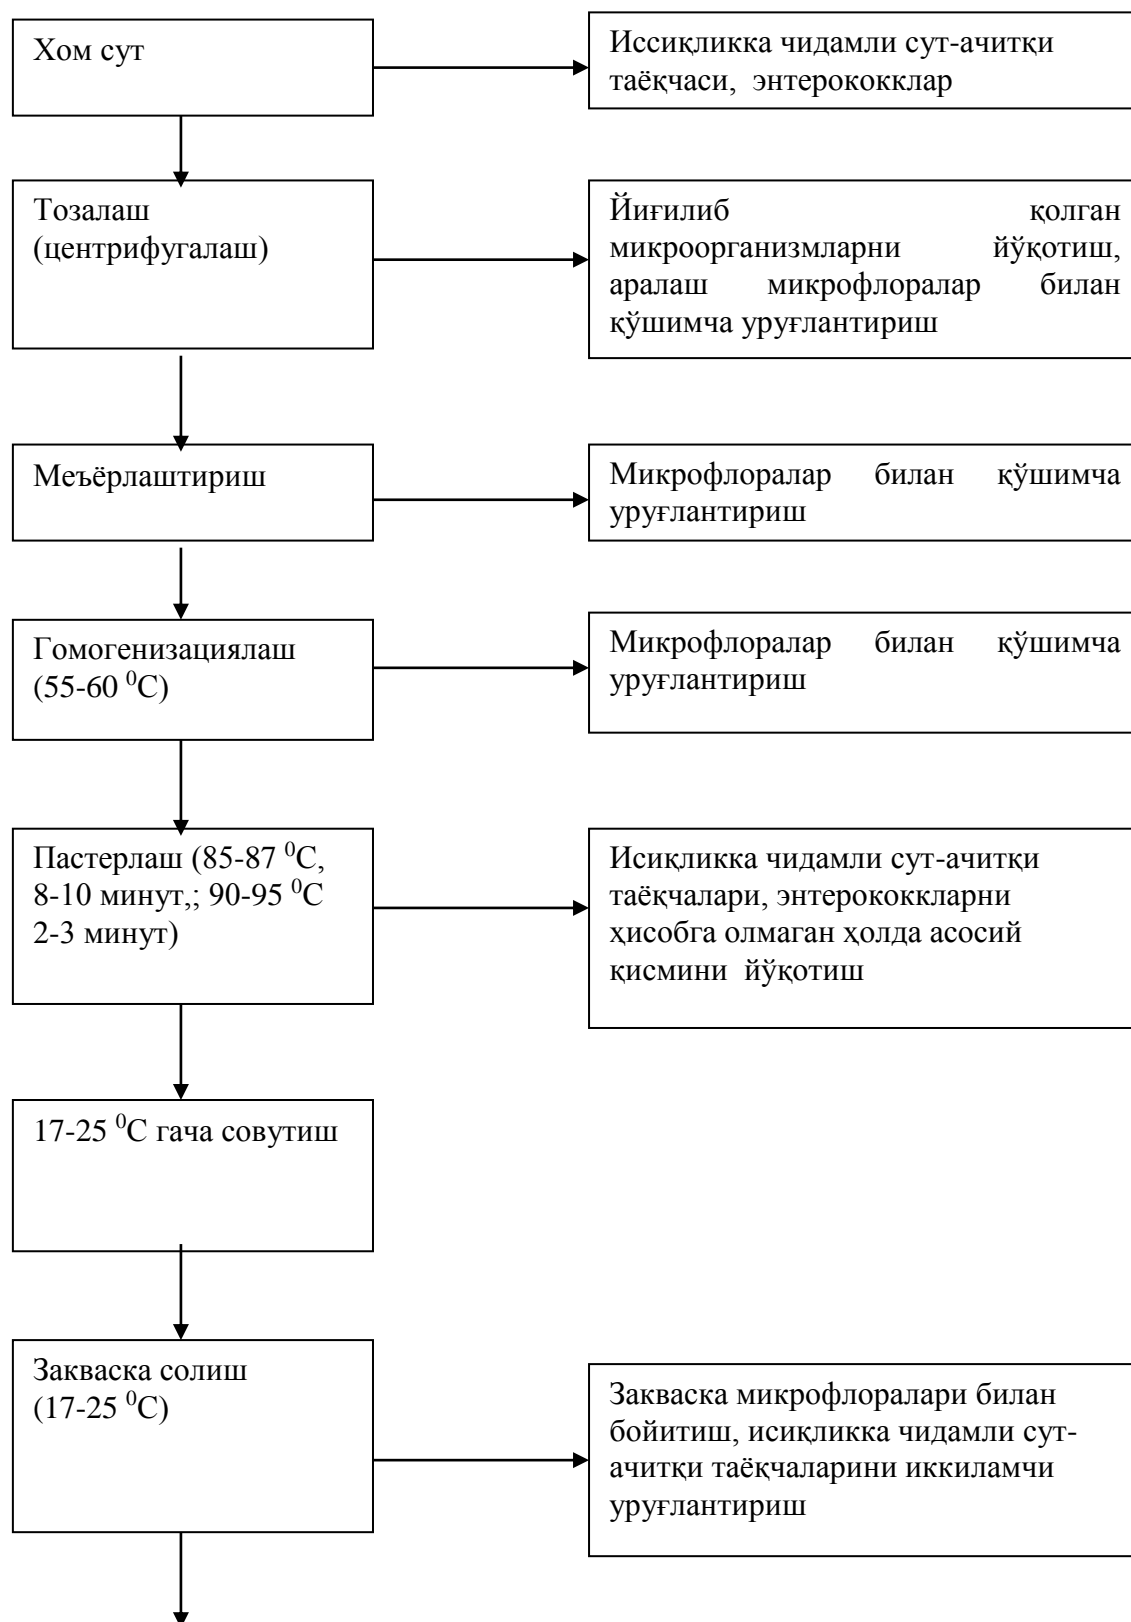 Хом сут
Иссиқликка чидамли сут-ачитқи
таёқчаси, энтерококклар
Тозалаш
(центрифугалаш)
Йиғилиб қолган
микроорганизмларни йўқотиш,
аралаш микрофлоралар билан
қўшимча уруғлантириш
Меъёрлаштириш
Микрофлоралар билан қўшимча
уруғлантириш
Гомогенизациялаш
(55-60 ⁰С)
Микрофлоралар билан қўшимча
уруғлантириш
Пастерлаш (85-87 ⁰С,
8-10 минут,; 90-95 ⁰С
2-3 минут)
Исиқликка чидамли сут-ачитқи
таёқчалари, энтерококкларни
ҳисобга олмаган ҳолда асосий
қисмини йўқотиш
17-25 ⁰С гача совутиш
Закваска солиш
(17-25 ⁰С)
Закваска микрофлоралари билан
бойитиш, исиқликка чидамли сут-
ачитқи таёқчаларини иккиламчи
уруғлантириш